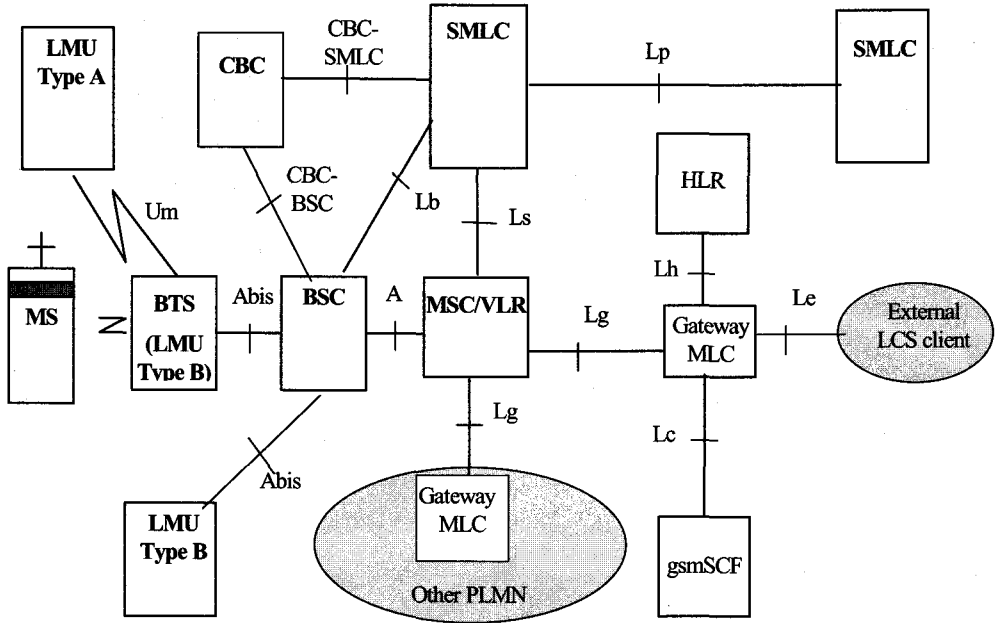 LMU
Type A
CBC
CBC-
SMLC
SMLC
Lp
SMLC
CBC-
BSC
Lb
Ls
HLR
Um
Lh
MS
BTS
(LMU
Type B)
Abis
BSC
A
MSC/VLR
Lg
Gateway
MLC
Le
External
LCS client
Lg
Lc
Abis
LMU
Type B
Gateway
MLC
Other PLMN
gsmSCF